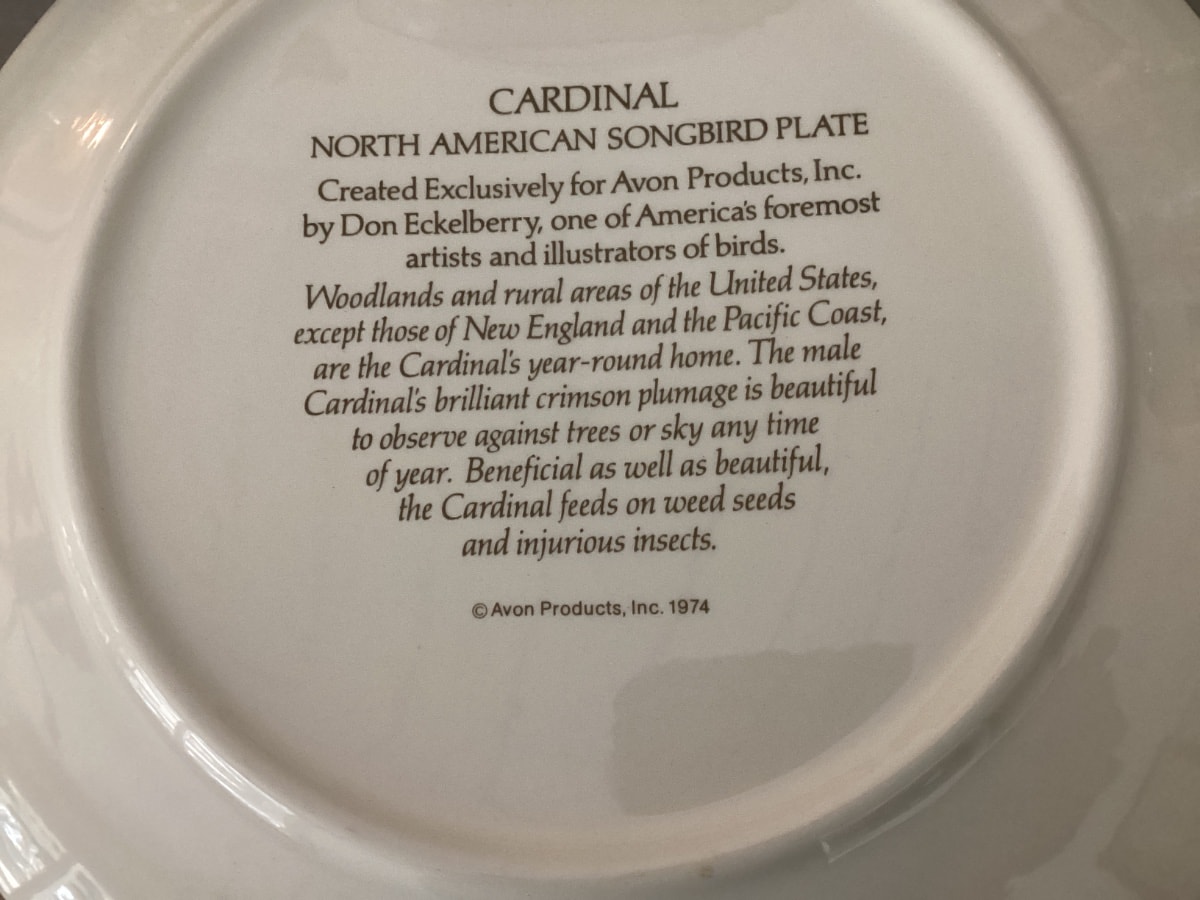 CARDINAL
NORTH AMERICAN SONGBIRD PLATE
Created Exclusively for Avon Products, Inc.
by Don Eckelberry, one of America's foremost
artists and illustrators of birds.
Woodlands and rural areas of the United States,
except those of New England and the Pacific Coast,
are the Cardinal's year-round home. The male
Cardinal's brilliant crimson plumage is beautiful
to observe against trees or sky any time
of year. Beneficial as well as beautiful,
the Cardinal feeds on weed seeds
and injurious insects.
© Avon Products, Inc. 1974